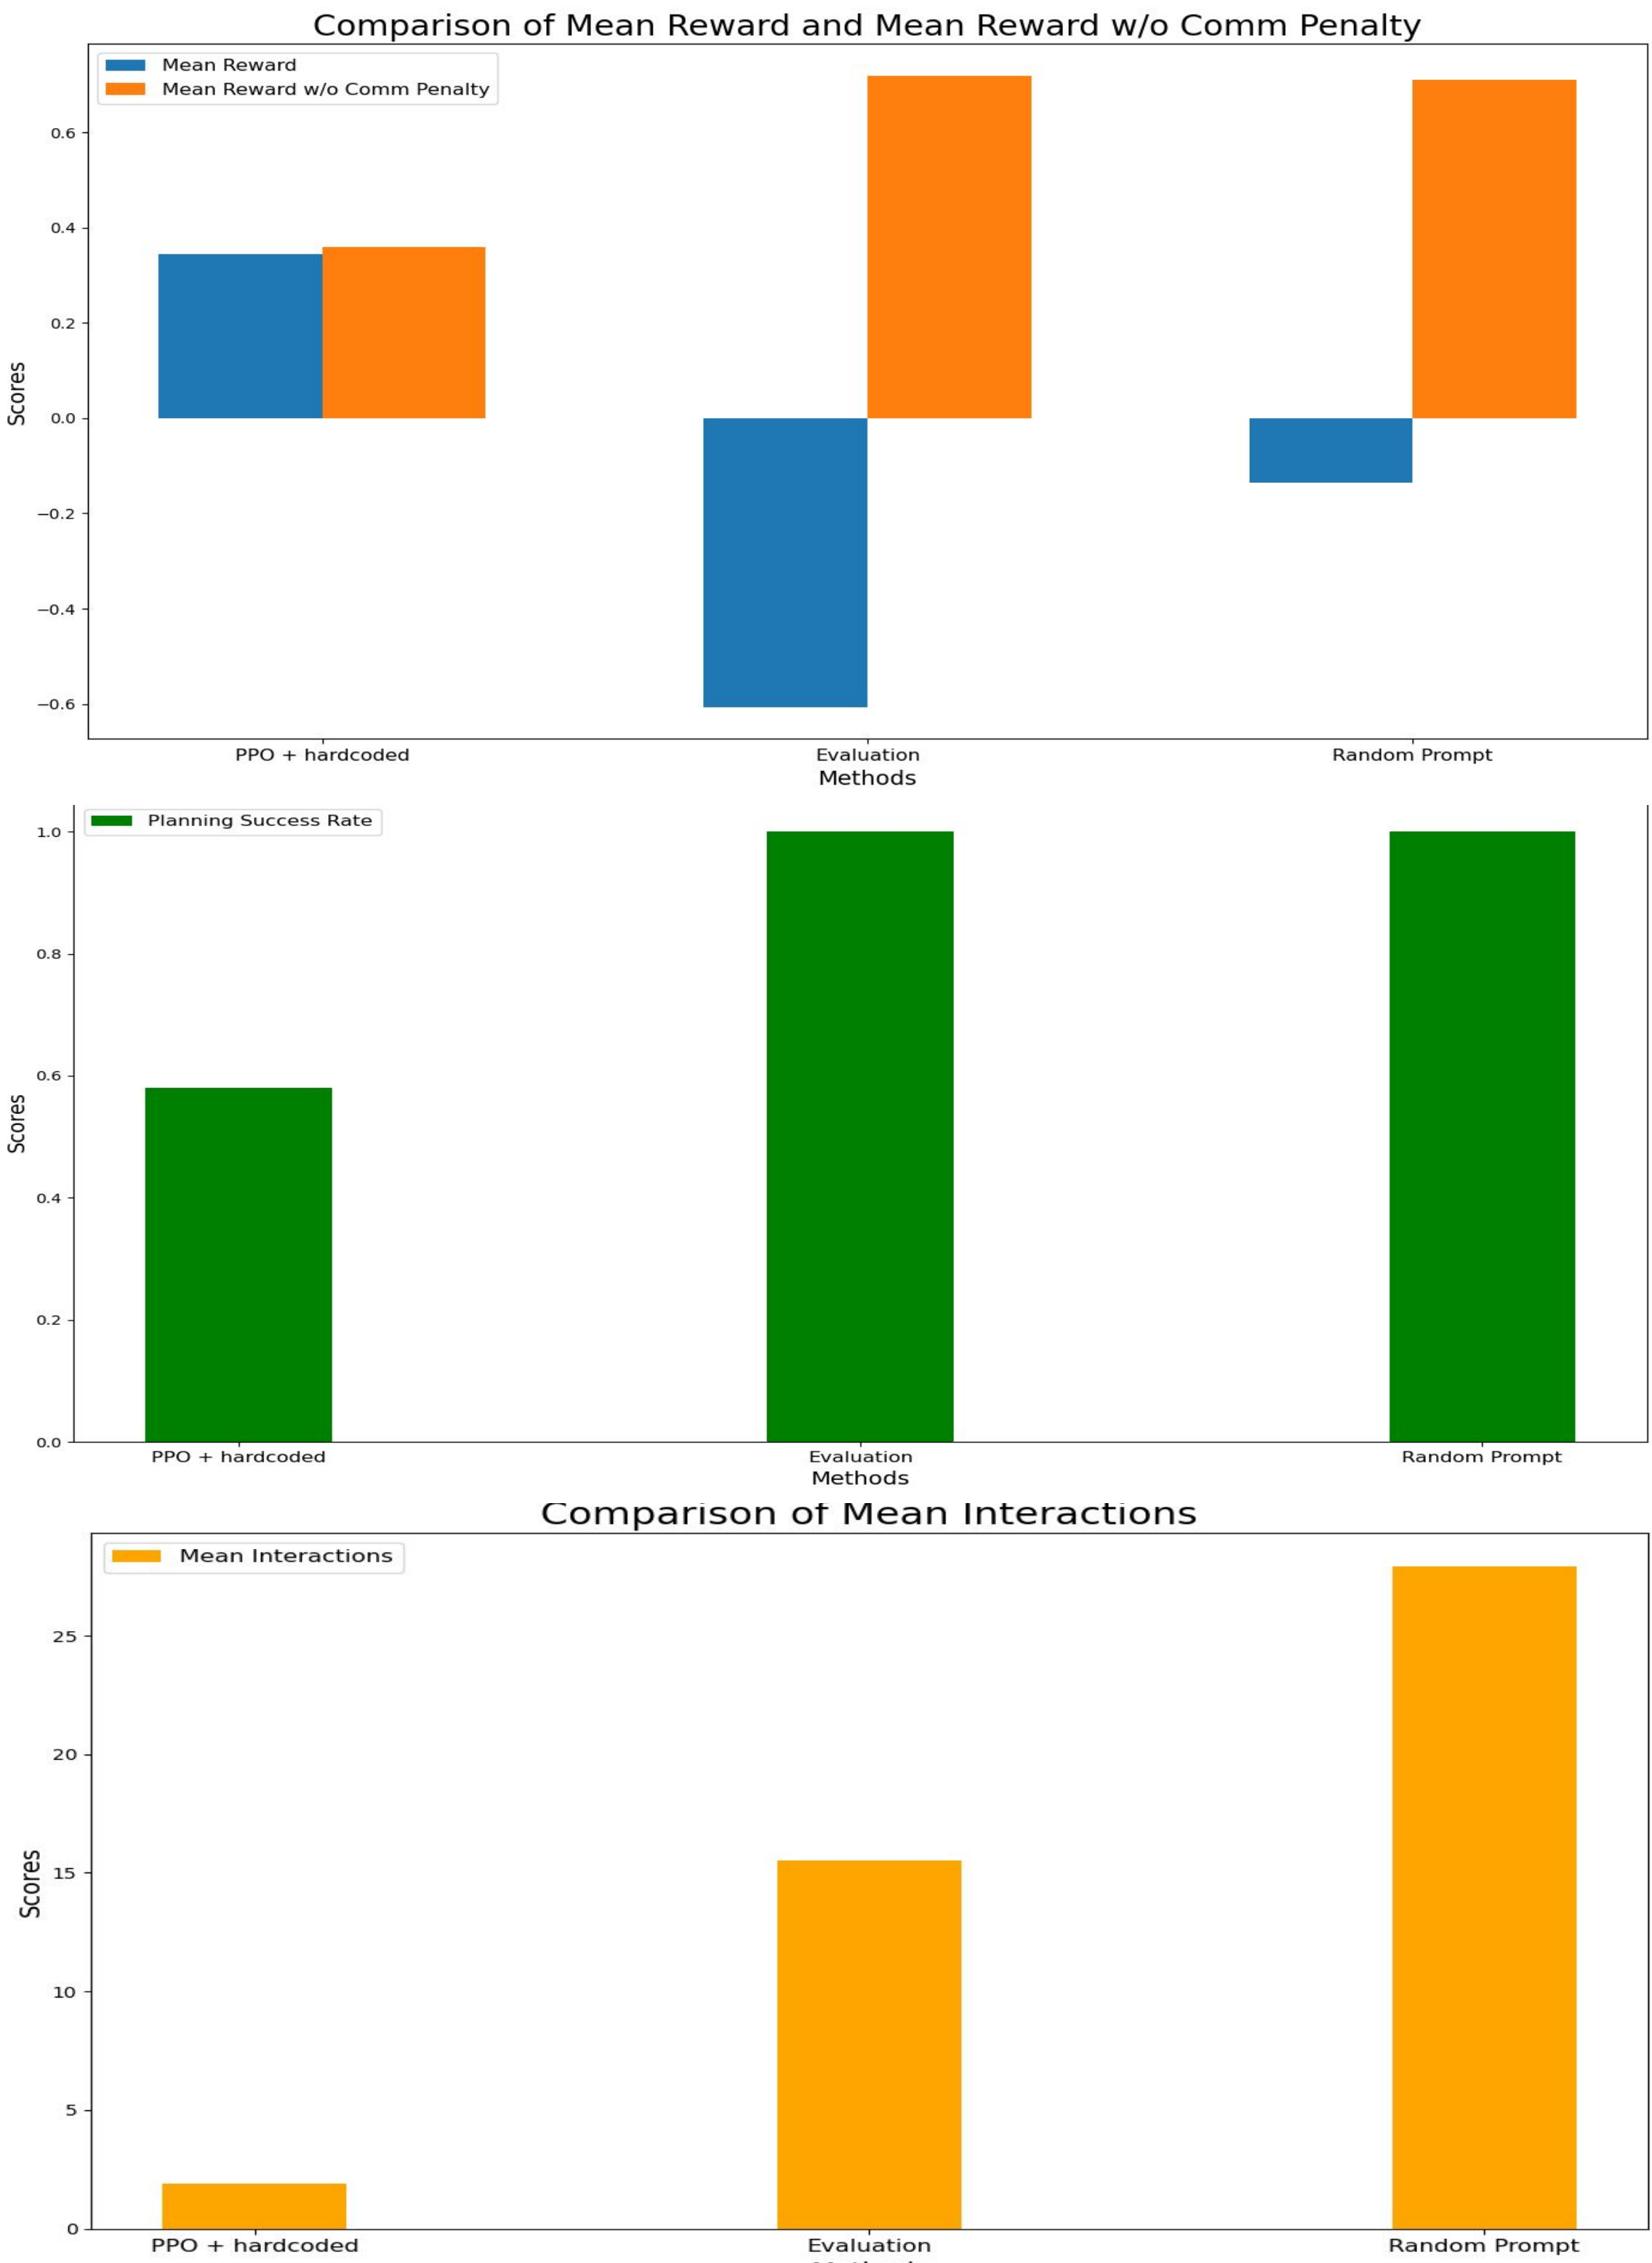 Comparison of Mean Reward and Mean Reward w/o Comm Penalty
Mean Reward
Mean Reward w/o Comm Penalty
0.6
0.4
0.2
0.0
−0.2
−0.4
−0.6
Scores
PPO + hardcoded
Evaluation
Random Prompt
Methods
Planning Success Rate
1.0
0.8
0.6
0.4
0.2
0.0
Scores
PPO + hardcoded
Evaluation
Random Prompt
Methods
Comparison of Mean Interactions
Mean Interactions
25
20
15
10
5
0
Scores
PPO + hardcoded
Evaluation
Random Prompt